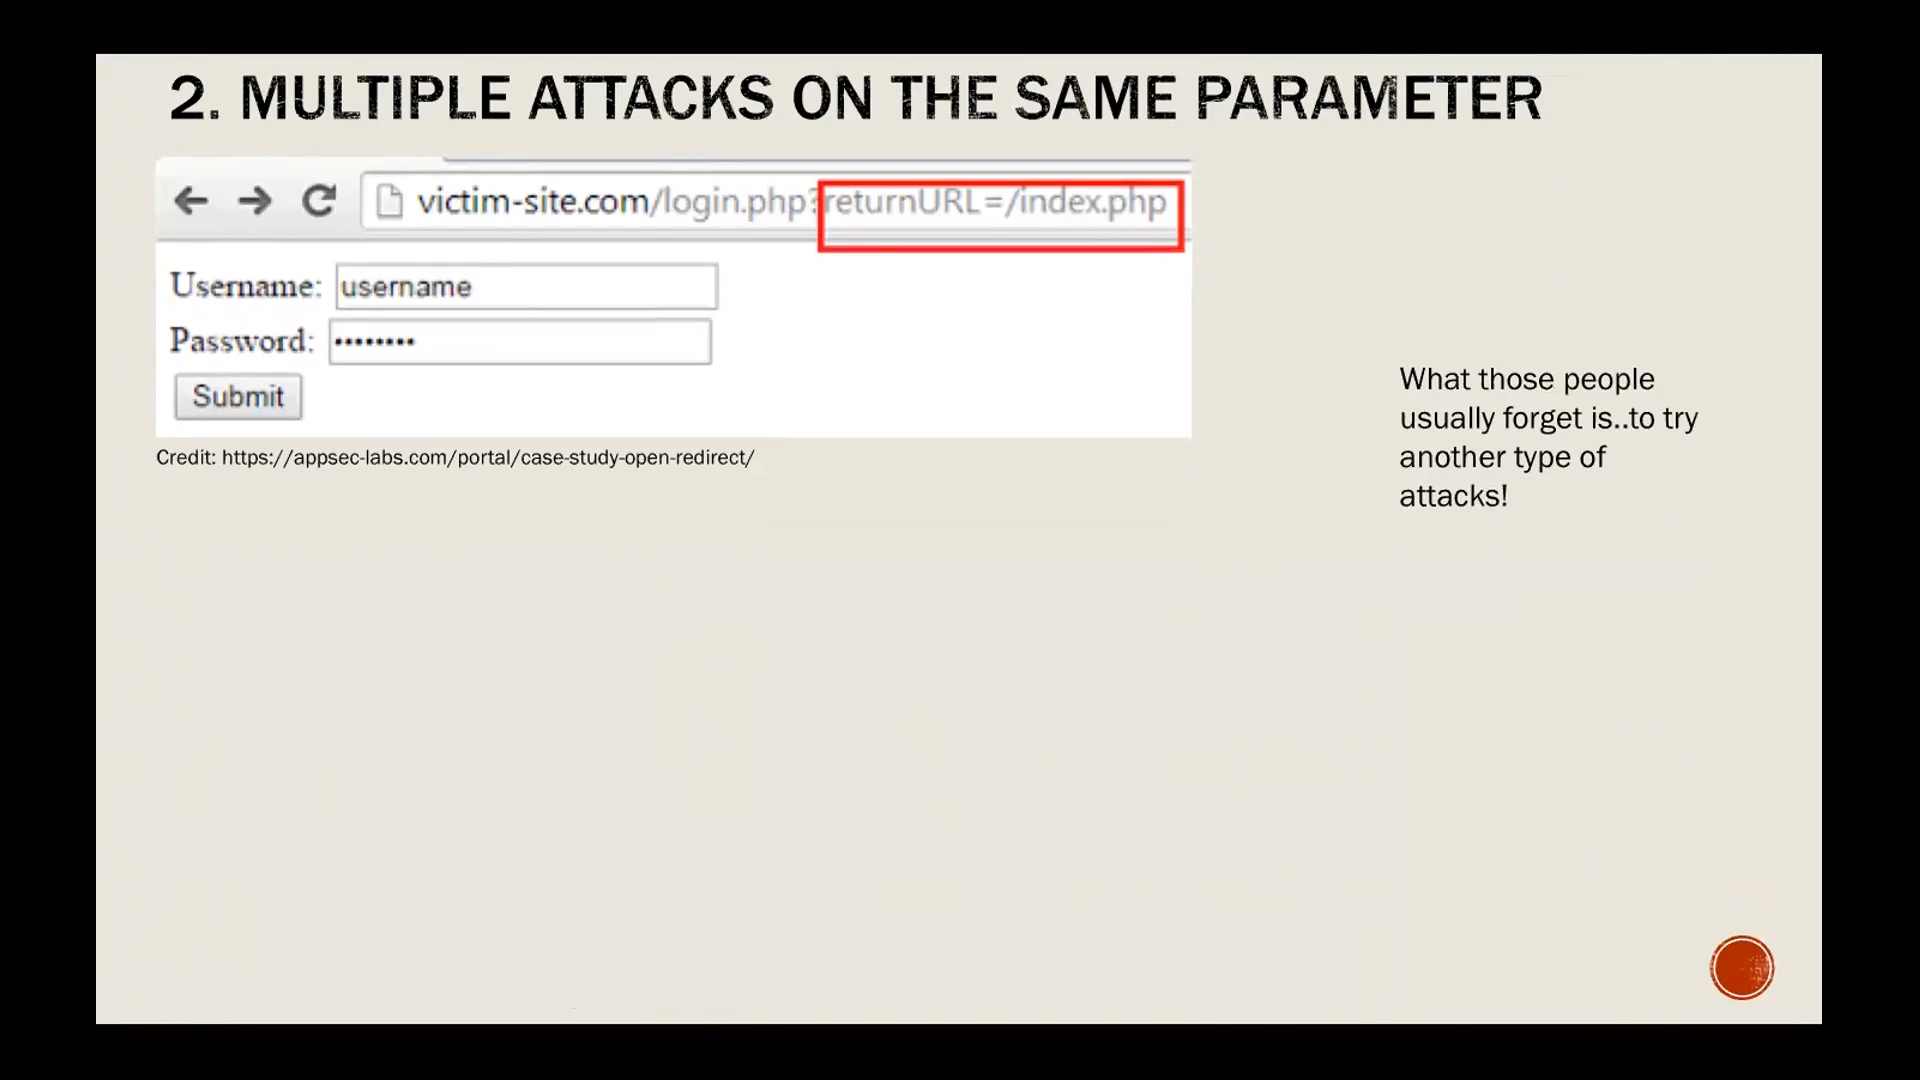 2. MULTIPLE ATTACKS ON THE SAME PARAMETER
victim-site.com/login.php?returnURL=/index.php
Username: username
Password: ••••••••
Submit
Credit: https://appsec-labs.com/portal/case-study-open-redirect/
What those people
usually forget is..to try
another type of
attacks!